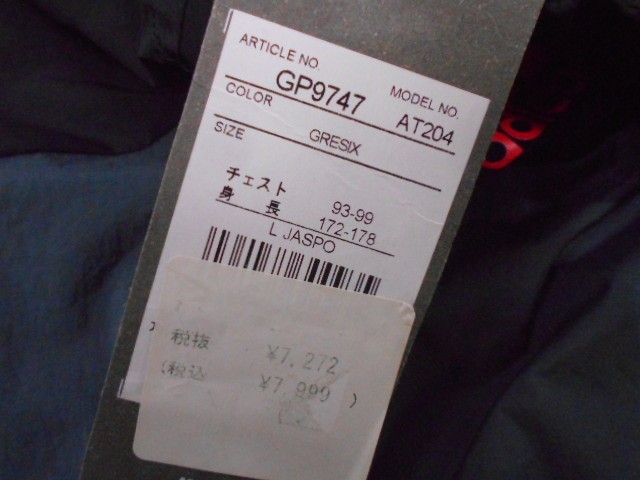 ARTICLE NO.
MODEL NO.
GP9747
AT204
COLOR
GRESIX
SIZE
チェスト 93-99
身長 172-178
L JASPO
税抜 ¥7,272
(税込 ¥7,999)